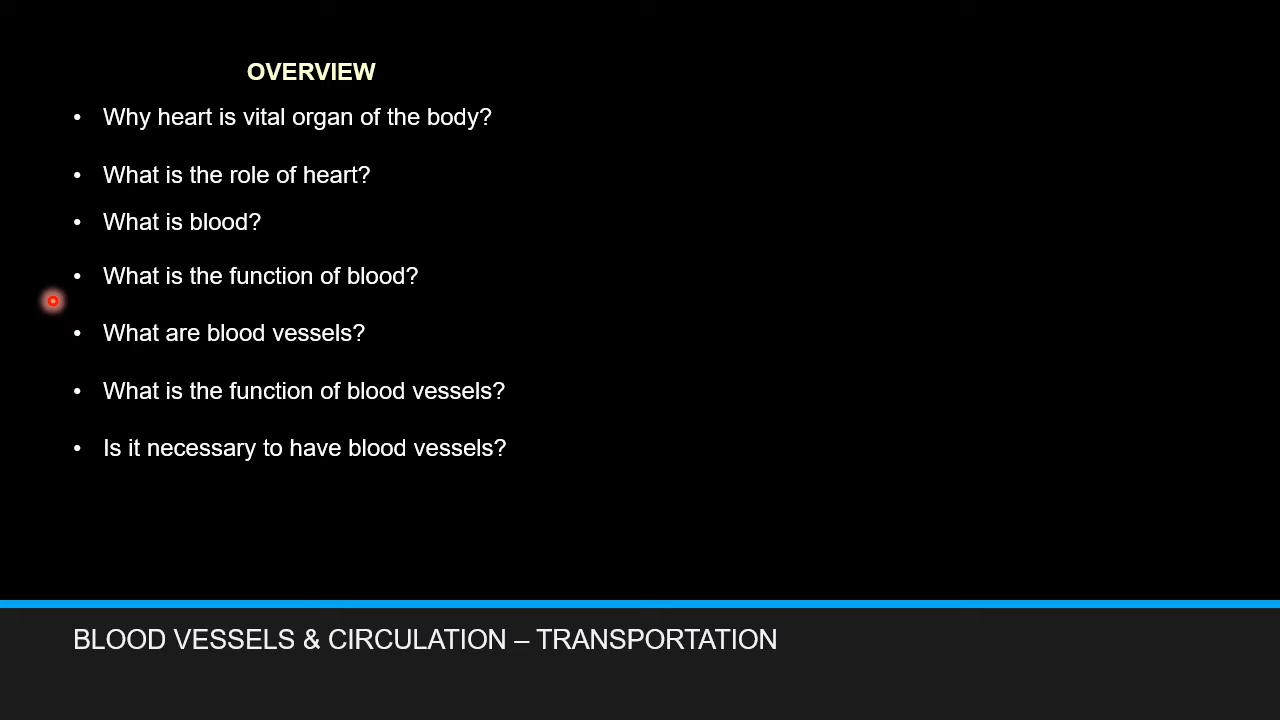 OVERVIEW
• Why heart is vital organ of the body?
• What is the role of heart?
• What is blood?
• What is the function of blood?
• What are blood vessels?
• What is the function of blood vessels?
• Is it necessary to have blood vessels?
BLOOD VESSELS & CIRCULATION – TRANSPORTATION